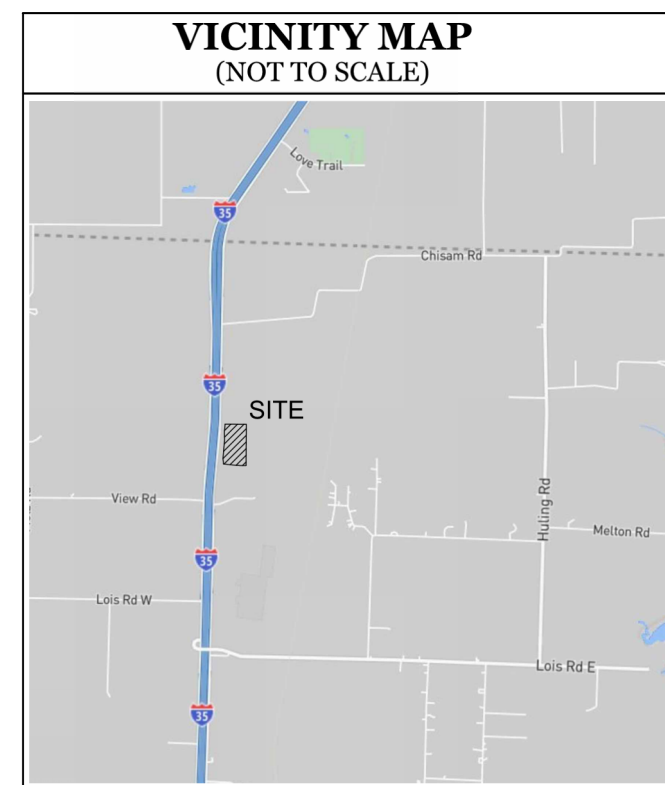 VICINITY MAP
(NOT TO SCALE)
Love Trail
35
Chisam Rd
35
SITE
View Rd
Huling Rd
Melton Rd
35
Lois Rd W
Lois Rd E
35